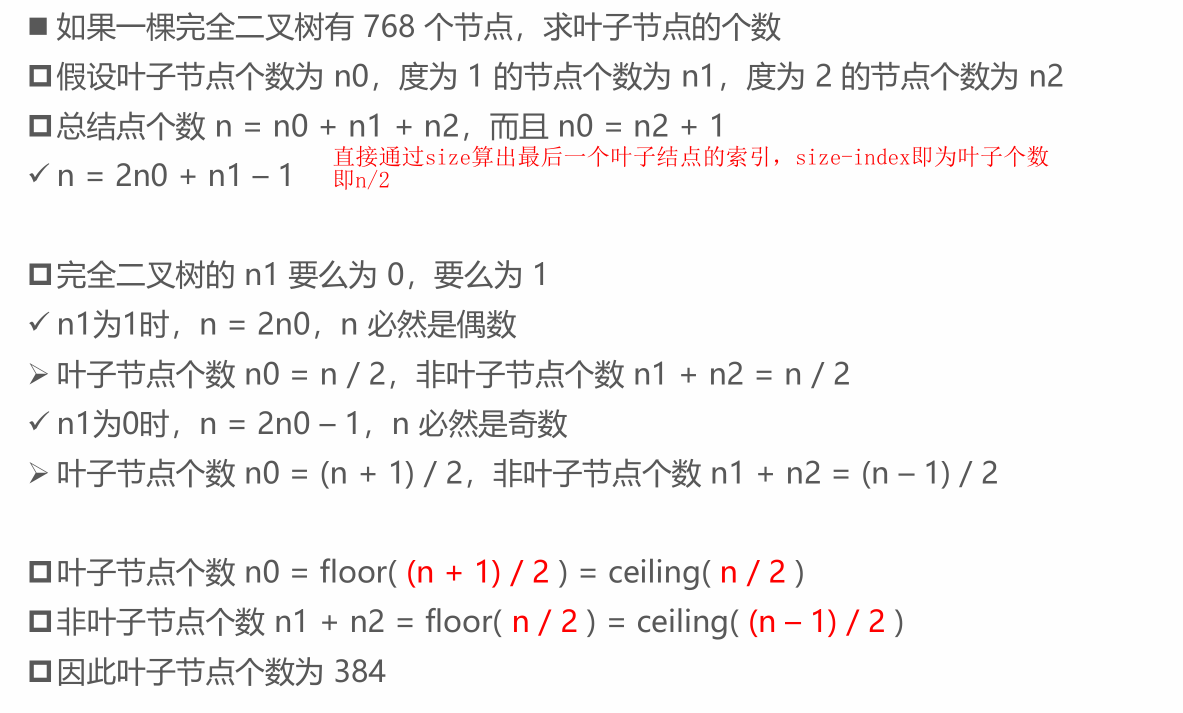 ■ 如果一棵完全二叉树有 768 个节点，求叶子节点的个数
假设叶子节点个数为 n0，度为 1 的节点个数为 n1，度为 2 的节点个数为 n2
总结点个数 n = n0 + n1 + n2，而且 n0 = n2 + 1
直接通过size算出最后一个叶子结点的索引，size-index即为叶子个数
即n/2
✓ n = 2n0 + n1 – 1
完全二叉树的 n1 要么为 0，要么为 1
✓ n1为1时，n = 2n0，n 必然是偶数
➢ 叶子节点个数 n0 = n / 2，非叶子节点个数 n1 + n2 = n / 2
✓ n1为0时，n = 2n0 – 1，n 必然是奇数
➢ 叶子节点个数 n0 = (n + 1) / 2，非叶子节点个数 n1 + n2 = (n – 1) / 2
叶子节点个数 n0 = floor( (n + 1) / 2 ) = ceiling( n / 2 )
非叶子节点个数 n1 + n2 = floor( n / 2 ) = ceiling( (n – 1) / 2 )
因此叶子节点个数为 384